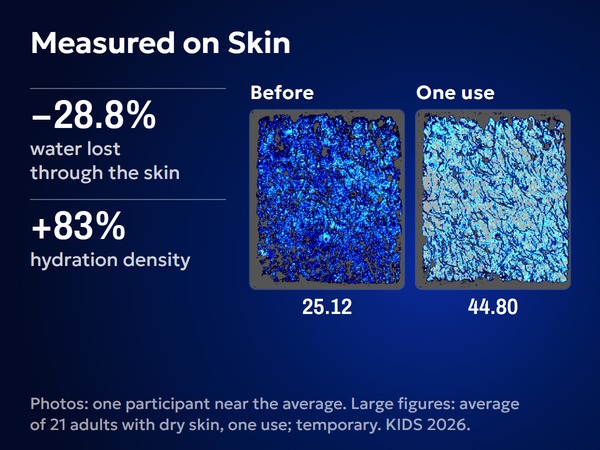 Measured on Skin
−28.8%
water lost
through the skin
+83%
hydration density
Before
One use
25.12
44.80
Photos: one participant near the average. Large figures: average
of 21 adults with dry skin, one use; temporary. KIDS 2026.